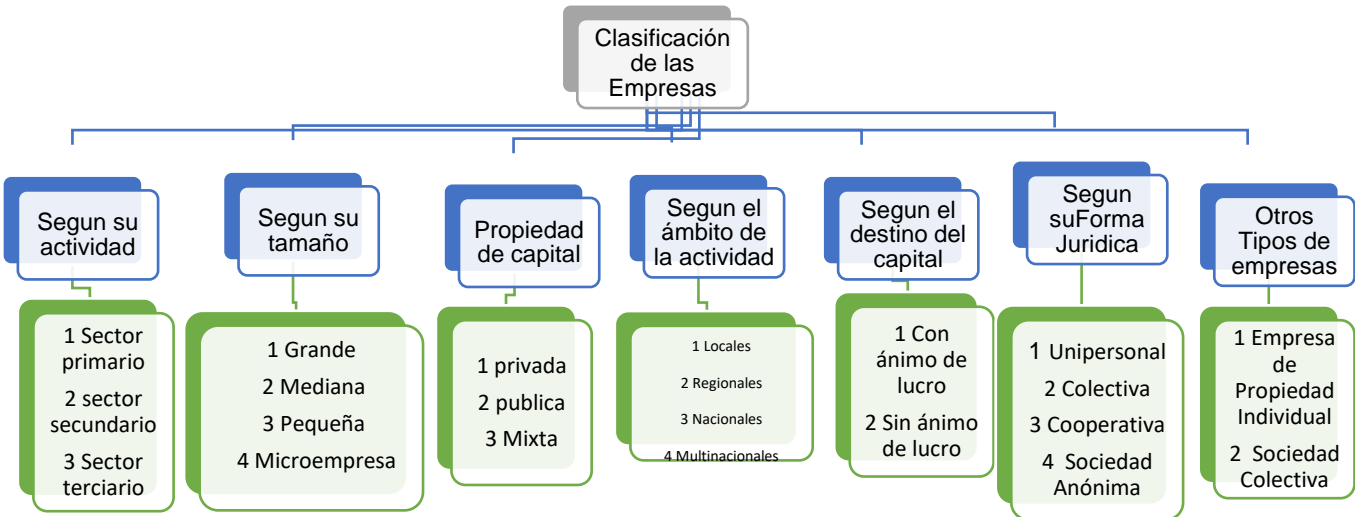 Clasificación
de las
Empresas
Segun su
actividad
1 Sector
primario
2 sector
secundario
3 Sector
terciario
Segun su
tamaño
1 Grande
2 Mediana
3 Pequeña
4 Microempresa
Propiedad
de capital
1 privada
2 publica
3 Mixta
Segun el
ámbito de
la actividad
1 Locales
2 Regionales
3 Nacionales
4 Multinacionales
Segun el
destino del
capital
1 Con
ánimo de
lucro
2 Sin ánimo
de lucro
Segun
suForma
Juridica
1 Unipersonal
2 Colectiva
3 Cooperativa
4 Sociedad
Anónima
Otros
Tipos de
empresas
1 Empresa
de
Propiedad
Individual
2 Sociedad
Colectiva